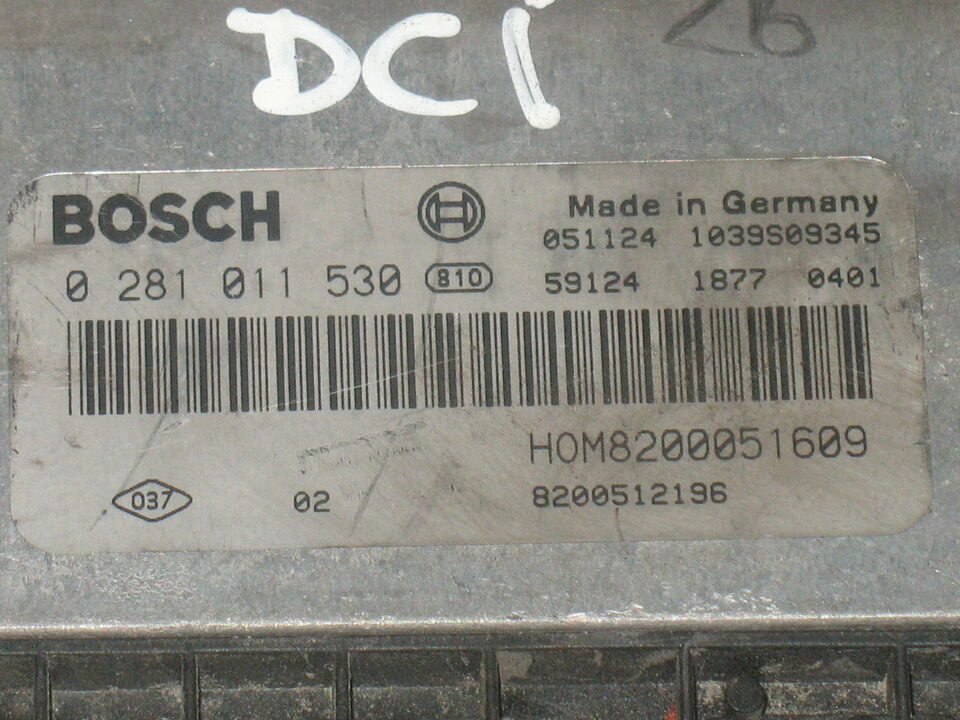 DCi 26
BOSCH Made in Germany
051124 1039S09345
0 281 011 530 810 59124 1877 0401
HOM8200051609
037 02 8200512196